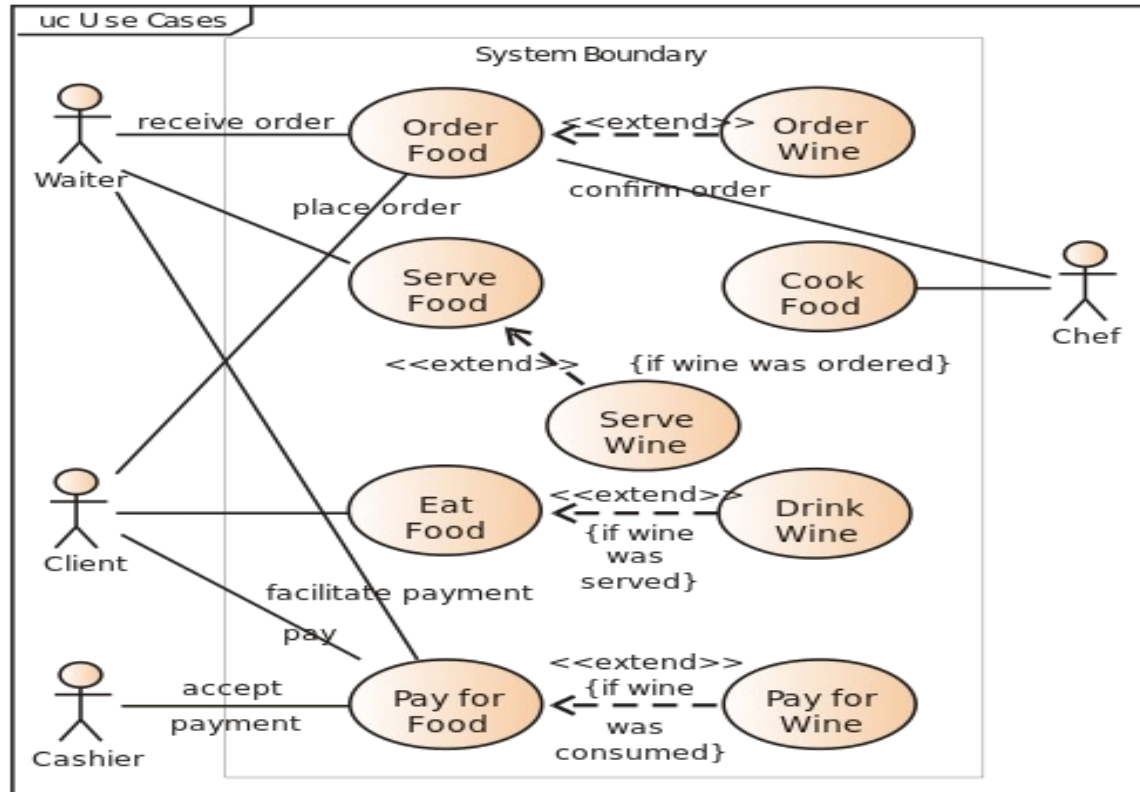 uc Use Cases
System Boundary
receive order
Order
Food
<<extend>>
Order
Wine
Waiter
confirm order
place order
Serve
Food
Cook
Food
Chef
<<extend>>
{if wine was ordered}
Serve
Wine
Client
Eat
Food
<<extend>>
{if wine
was
served}
Drink
Wine
facilitate payment
pay
Cashier
accept
payment
Pay for
Food
<<extend>>
{if wine
was
consumed}
Pay for
Wine